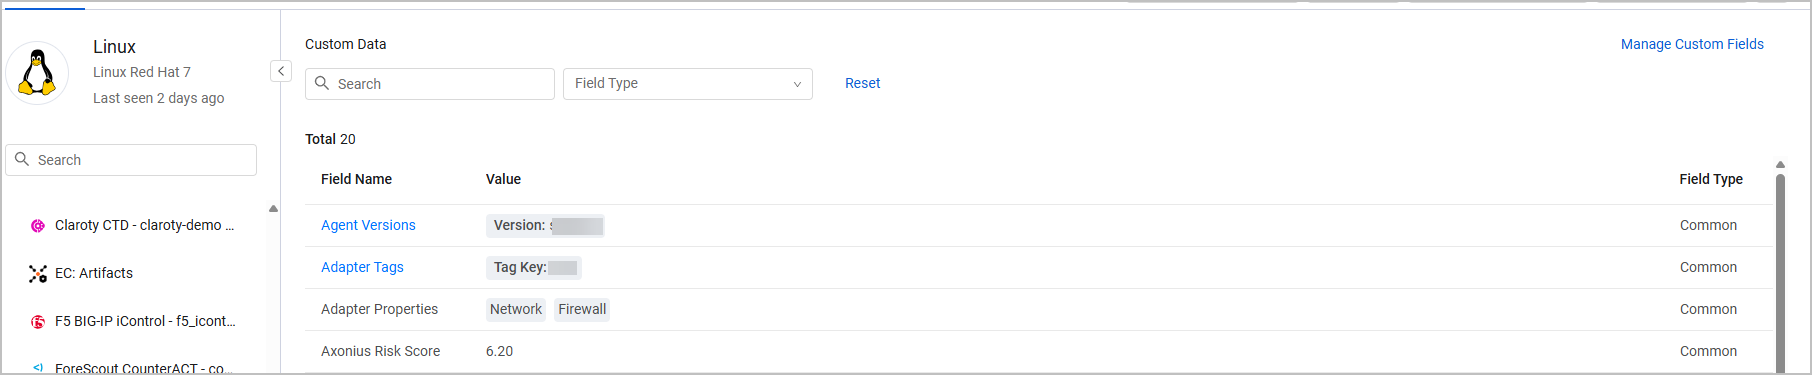 Linux
Linux Red Hat 7
Last seen 2 days ago
Search
Claroty CTD - claroty-demo ...
EC: Artifacts
F5 BIG-IP iControl - f5_icont...
ForeScout CounterACT - co...
Custom Data
Manage Custom Fields
Search
Field Type
Reset
Total 20
Field Name Value Field Type
Agent Versions Version: Common
Adapter Tags Tag Key: Common
Adapter Properties Network Firewall Common
Axonius Risk Score 6.20 Common